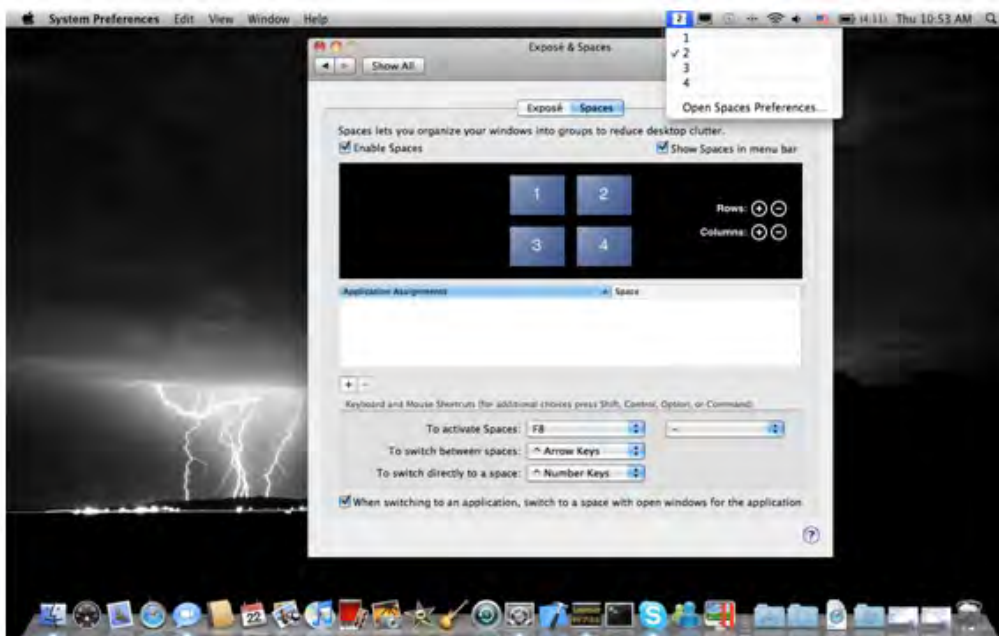 System Preferences Edit View Window Help
2 (4:11) Thu 10:53 AM
1
✓ 2
3
4
Open Spaces Preferences...
Exposé & Spaces
Show All
Exposé Spaces
Spaces lets you organize your windows into groups to reduce desktop clutter.
Enable Spaces Show Spaces in menu bar
1 2
Rows:
Columns:
3 4
Application Assignments Space
+ -
Keyboard and Mouse Shortcuts (for additional choices press Shift, Control, Option, or Command)
To activate Spaces: F8 -
To switch between spaces: ^ Arrow Keys
To switch directly to a space: ^ Number Keys
When switching to an application, switch to a space with open windows for the application
?
22